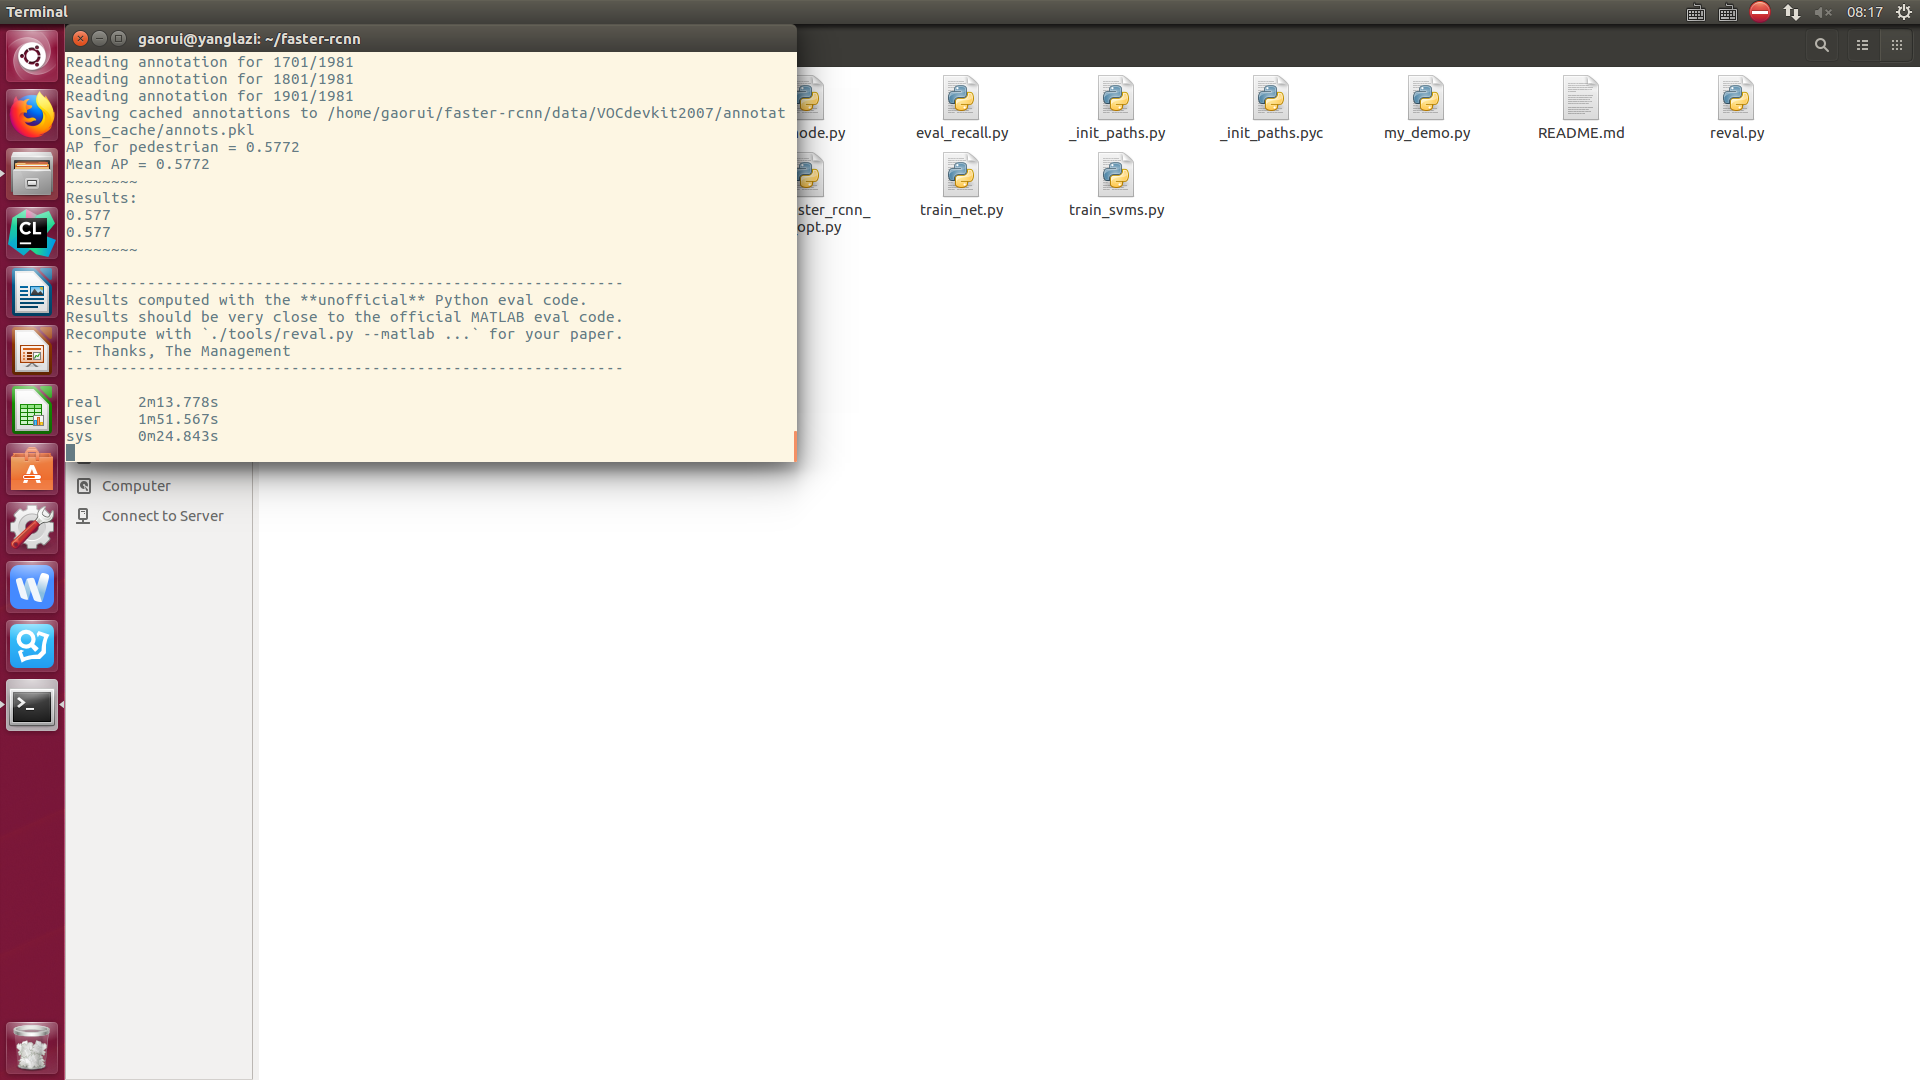 Terminal
08:17
gaorui@yanglazi: ~/faster-rcnn
Reading annotation for 1701/1981
Reading annotation for 1801/1981
Reading annotation for 1901/1981
Saving cached annotations to /home/gaorui/faster-rcnn/data/VOCdevkit2007/annotat
ions_cache/annots.pkl
AP for pedestrian = 0.5772
Mean AP = 0.5772
~~~~~~~~
Results:
0.577
0.577
~~~~~~~~
--------------------------------------------------------------
Results computed with the **unofficial** Python eval code.
Results should be very close to the official MATLAB eval code.
Recompute with `./tools/reval.py --matlab ...` for your paper.
-- Thanks, The Management
--------------------------------------------------------------
real 2m13.778s
user 1m51.567s
sys 0m24.843s
Computer
Connect to Server
ode.py
eval_recall.py
_init_paths.py
_init_paths.pyc
my_demo.py
README.md
reval.py
ster_rcnn_
opt.py
train_net.py
train_svms.py
CL